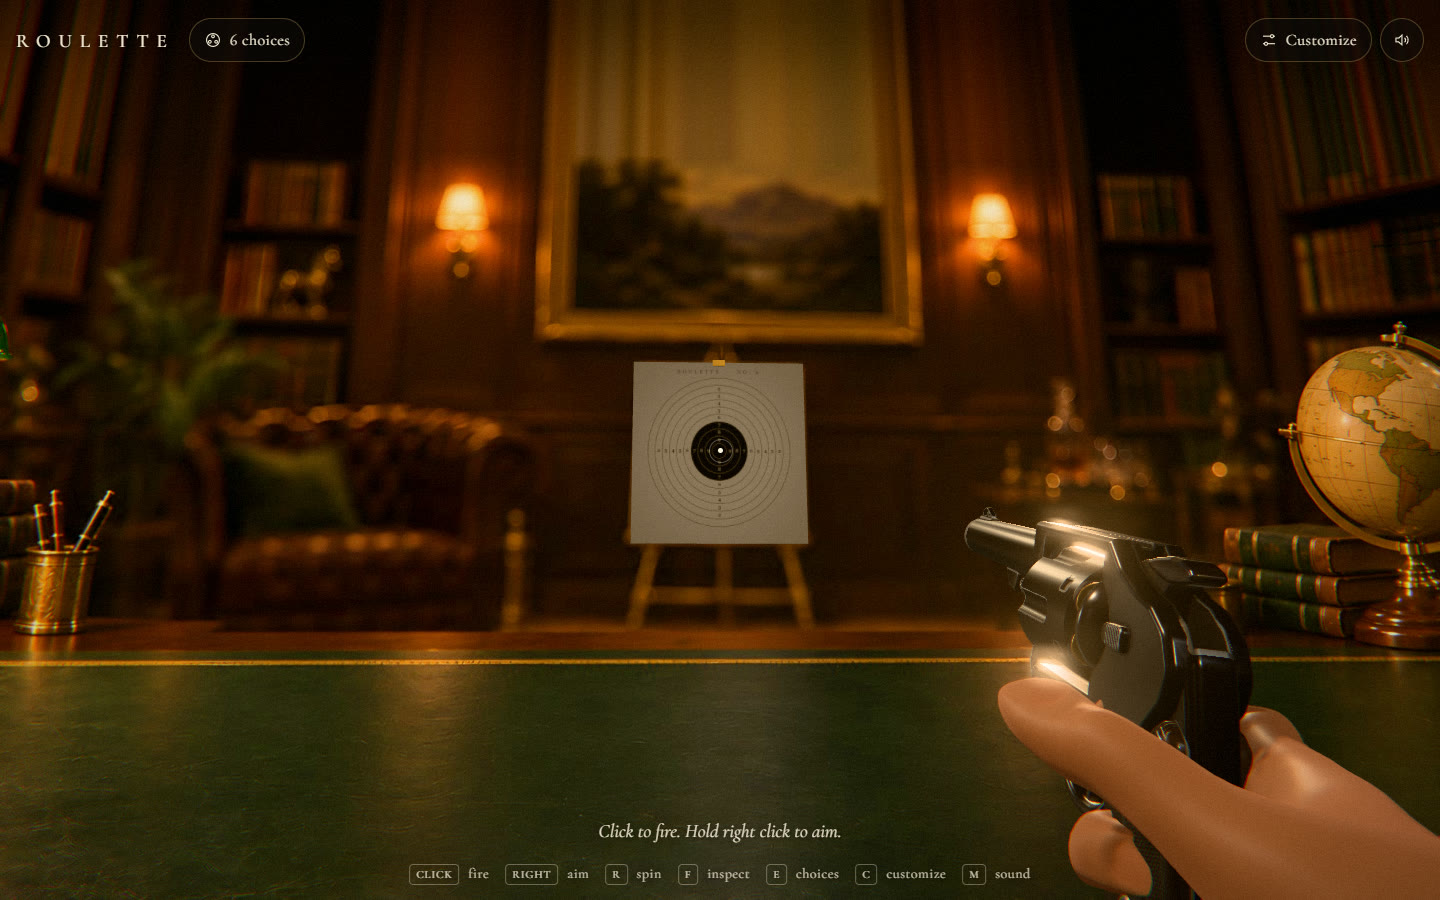 ROULETTE
6 choices
Customize
ROULETTE
Click to fire. Hold right click to aim.
CLICK fire RIGHT aim R spin F inspect E choices C customize M sound